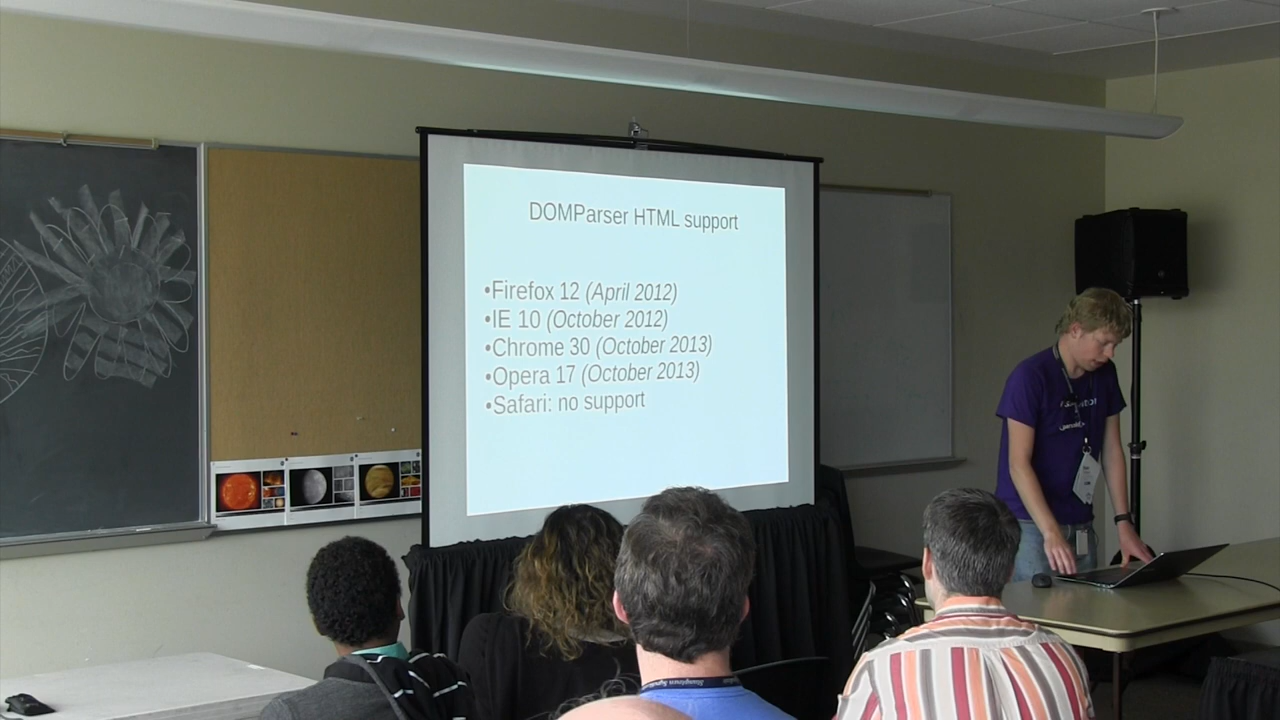 DOMParser HTML support
•Firefox 12 (April 2012)
•IE 10 (October 2012)
•Chrome 30 (October 2013)
•Opera 17 (October 2013)
•Safari: no support